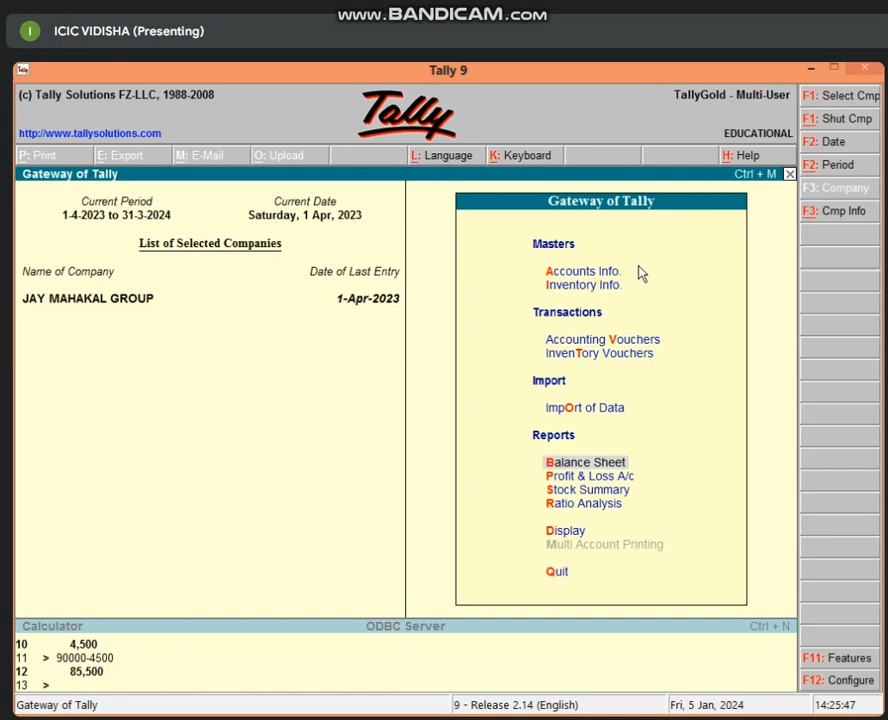 www.BANDICAM.com
I ICIC VIDISHA (Presenting)
Tally Tally 9
(c) Tally Solutions FZ-LLC, 1988-2008
http://www.tallysolutions.com
Tally
TallyGold - Multi-User
EDUCATIONAL
P: Print E: Export M: E-Mail O: Upload L: Language K: Keyboard H: Help
Gateway of Tally Ctrl + M
Current Period Current Date
1-4-2023 to 31-3-2024 Saturday, 1 Apr, 2023
List of Selected Companies
Name of Company Date of Last Entry
JAY MAHAKAL GROUP 1-Apr-2023
Gateway of Tally
Masters
Accounts Info.
Inventory Info.
Transactions
Accounting Vouchers
InvenTory Vouchers
Import
ImpOrt of Data
Reports
Balance Sheet
Profit & Loss A/c
Stock Summary
Ratio Analysis
Display
Multi Account Printing
Quit
F1: Select Cmp
F1: Shut Cmp
F2: Date
F2: Period
F3: Company
F3: Cmp Info
F11: Features
F12: Configure
Calculator ODBC Server Ctrl + N
10 4,500
11 > 90000-4500
12 85,500
13 >
Gateway of Tally 9 - Release 2.14 (English) Fri, 5 Jan, 2024 14:25:47